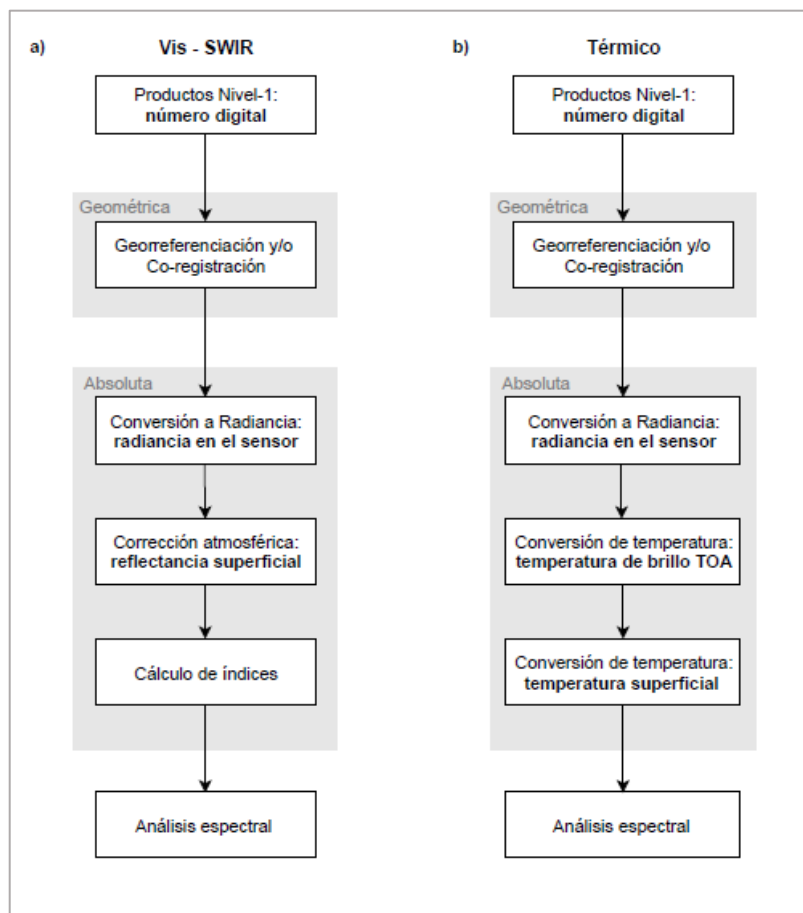 a)
Vis - SWIR
Productos Nivel-1:
número digital
Geométrica
Georreferenciación y/o
Co-registración
Absoluta
Conversión a Radiancia:
radiancia en el sensor
Corrección atmosférica:
reflectancia superficial
Cálculo de índices
Análisis espectral
b)
Térmico
Productos Nivel-1:
número digital
Geométrica
Georreferenciación y/o
Co-registración
Absoluta
Conversión a Radiancia:
radiancia en el sensor
Conversión de temperatura:
temperatura de brillo TOA
Conversión de temperatura:
temperatura superficial
Análisis espectral